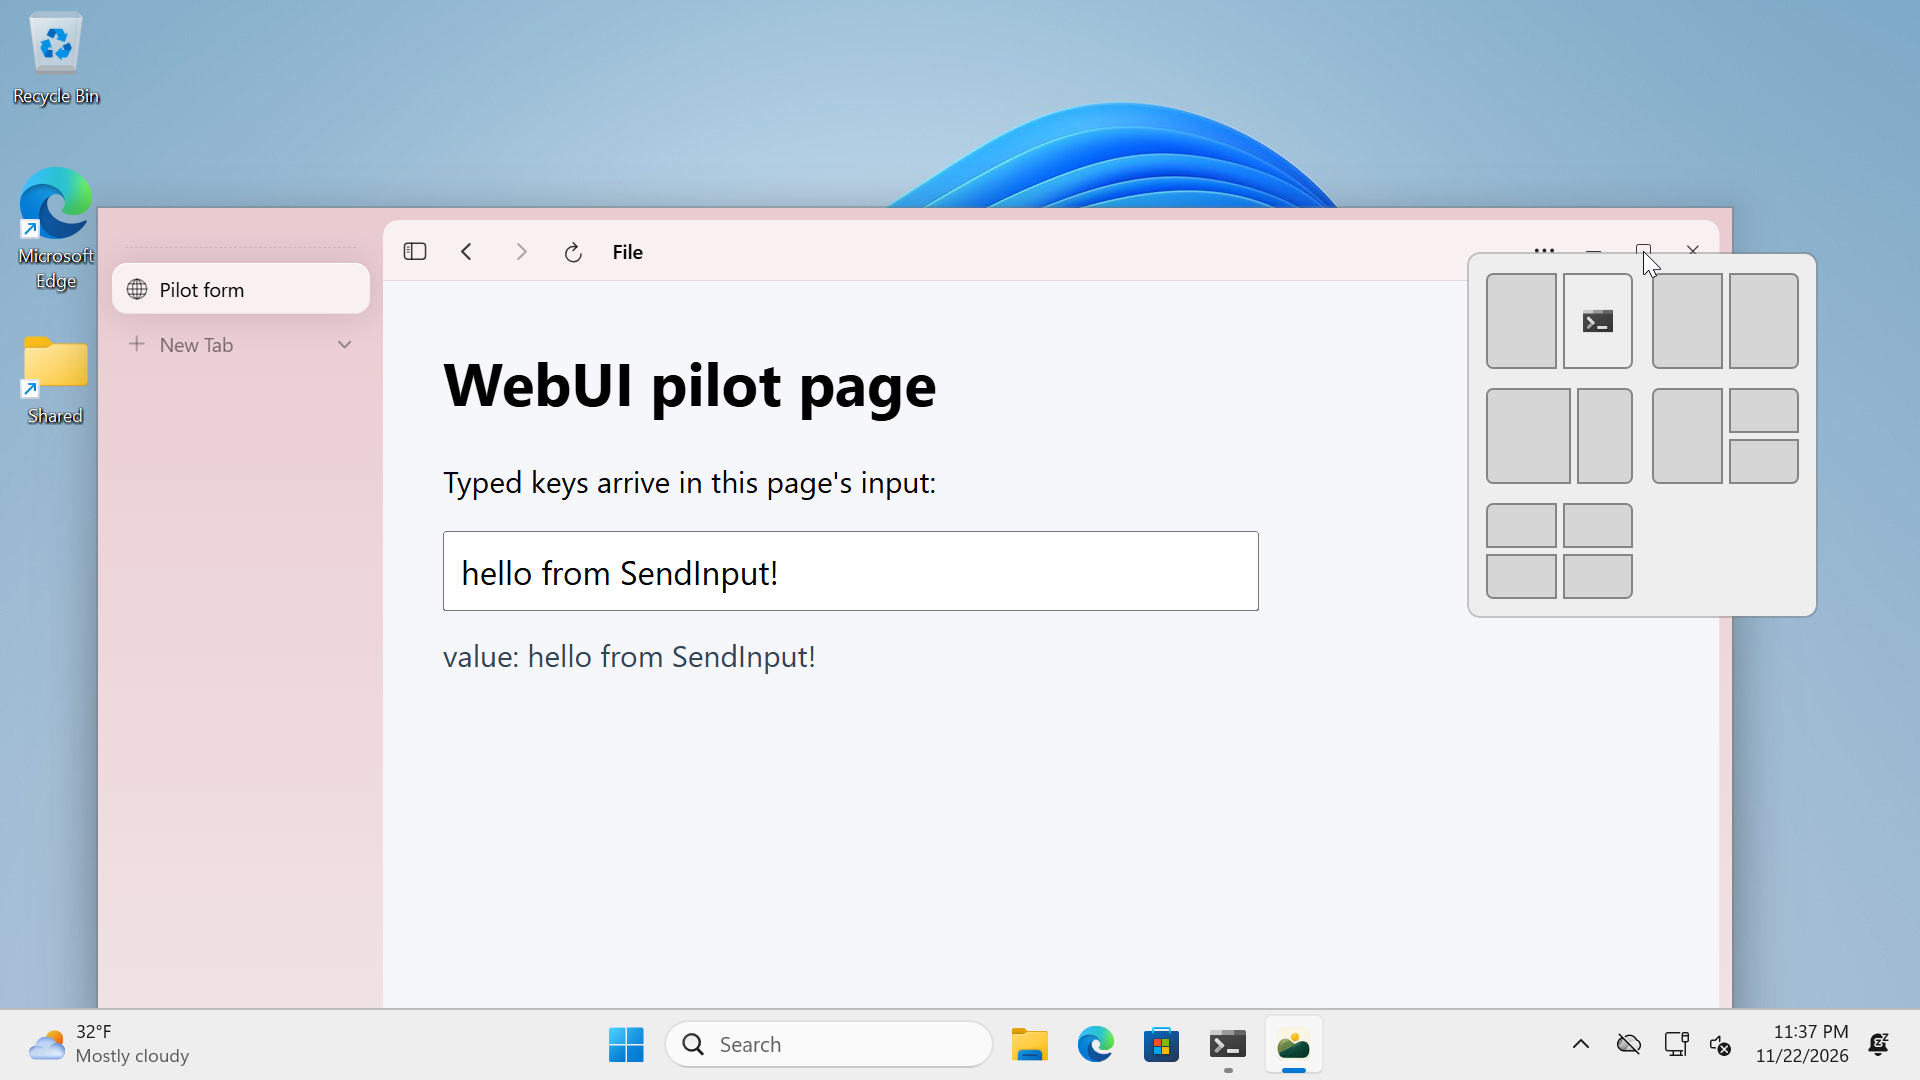 Recycle Bin
Microsoft
Edge
Shared
Pilot form
New Tab
File
WebUI pilot page
Typed keys arrive in this page's input:
hello from SendInput!
value: hello from SendInput!
32°F
Mostly cloudy
Search
11:37 PM
11/22/2026